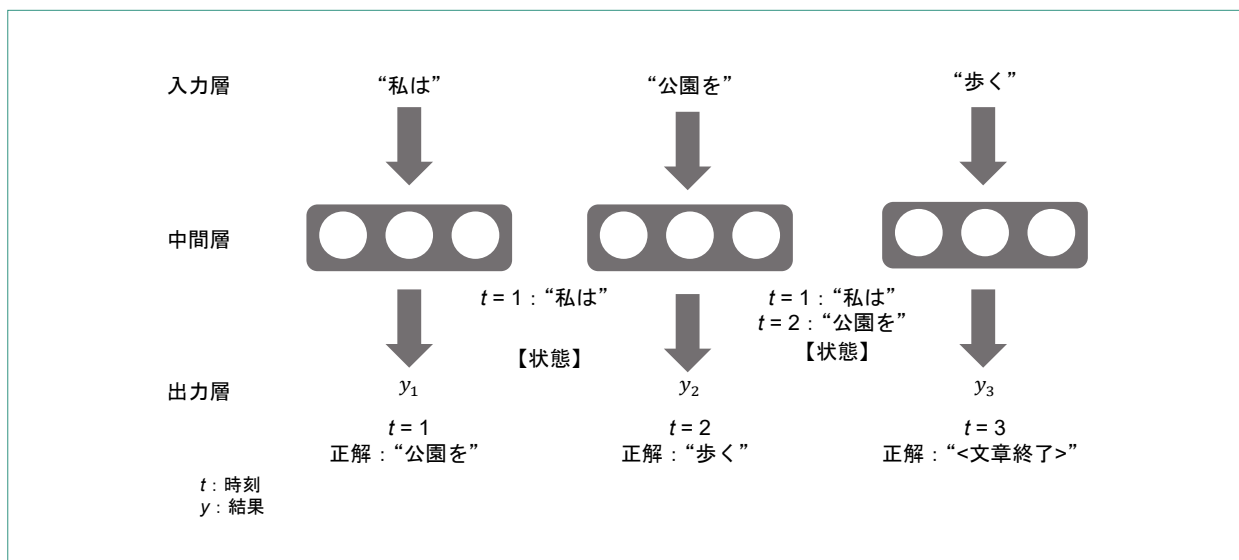 入力層 “私は” “公園を” “歩く”
中間層
t = 1：“私は”
【状態】
t = 1：“私は”
t = 2：“公園を”
【状態】
出力層 y₁ y₂ y₃
t = 1
正解：“公園を”
t = 2
正解：“歩く”
t = 3
正解：“<文章終了>”
t：時刻
y：結果